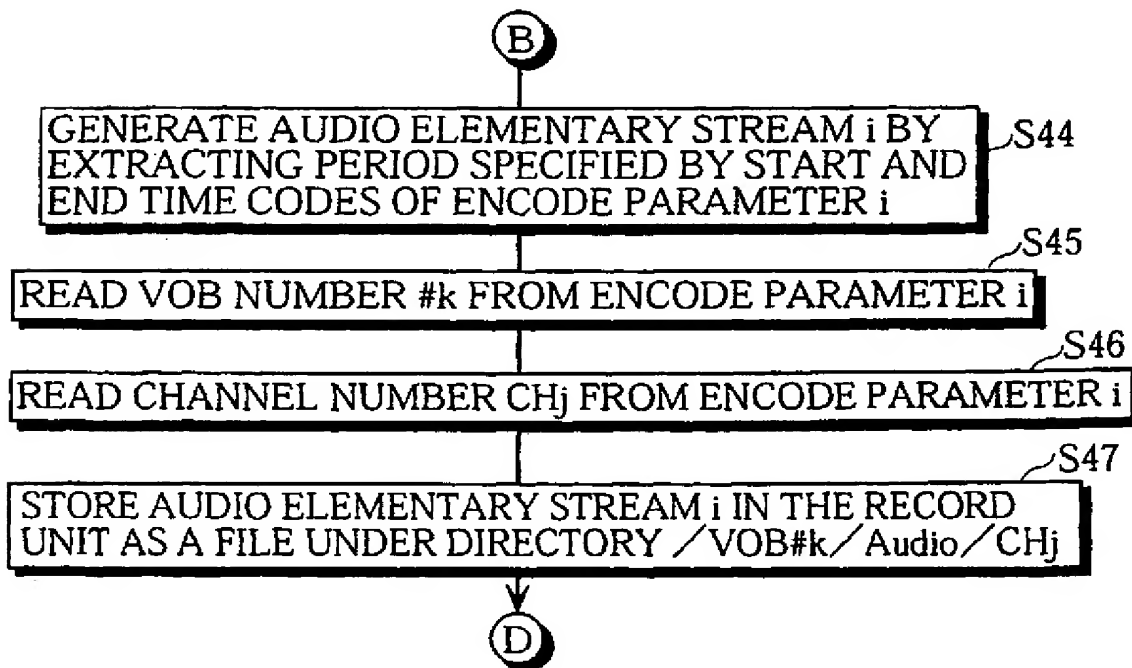 B
GENERATE AUDIO ELEMENTARY STREAM i BY
EXTRACTING PERIOD SPECIFIED BY START AND
END TIME CODES OF ENCODE PARAMETER i
S44
S45
READ VOB NUMBER #k FROM ENCODE PARAMETER i
S46
READ CHANNEL NUMBER CHj FROM ENCODE PARAMETER i
S47
STORE AUDIO ELEMENTARY STREAM i IN THE RECORD
UNIT AS A FILE UNDER DIRECTORY /VOB#k/Audio/CHj
D